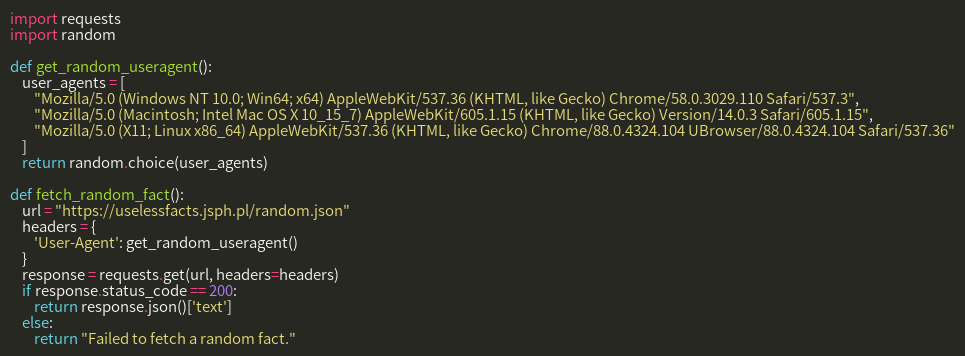 import requests
import random

def get_random_useragent():
    user_agents = [
        "Mozilla/5.0 (Windows NT 10.0; Win64; x64) AppleWebKit/537.36 (KHTML, like Gecko) Chrome/58.0.3029.110 Safari/537.3",
        "Mozilla/5.0 (Macintosh; Intel Mac OS X 10_15_7) AppleWebKit/605.1.15 (KHTML, like Gecko) Version/14.0.3 Safari/605.1.15",
        "Mozilla/5.0 (X11; Linux x86_64) AppleWebKit/537.36 (KHTML, like Gecko) Chrome/88.0.4324.104 UBrowser/88.0.4324.104 Safari/537.36"
    ]
    return random.choice(user_agents)

def fetch_random_fact():
    url = "https://uselessfacts.jsph.pl/random.json"
    headers = {
        'User-Agent': get_random_useragent()
    }
    response = requests.get(url, headers=headers)
    if response.status_code == 200:
        return response.json()['text']
    else:
        return "Failed to fetch a random fact."